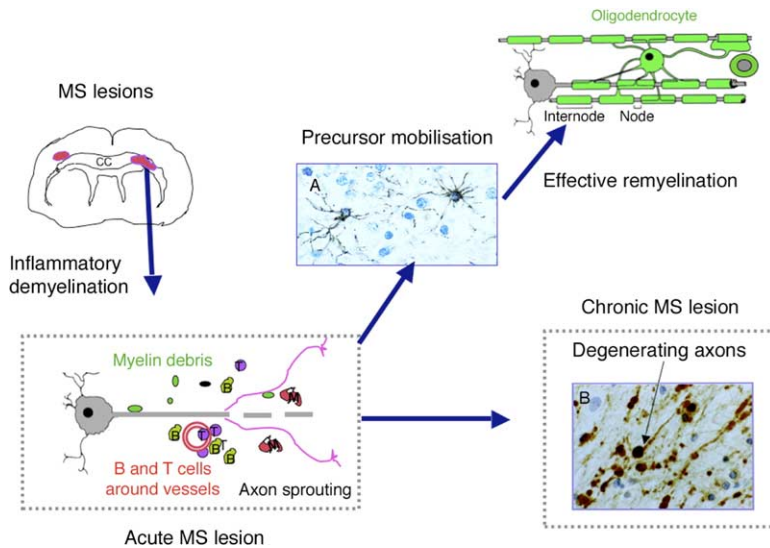 Oligodendrocyte
MS lesions
Internode
Node
Precursor mobilisation
CC
A
Effective remyelination
Inflammatory
demyelination
Chronic MS lesion
Degenerating axons
Myelin debris
T
B
T
B
M
B
T
T
B
T
B
M
B
B and T cells
around vessels
Axon sprouting
Acute MS lesion